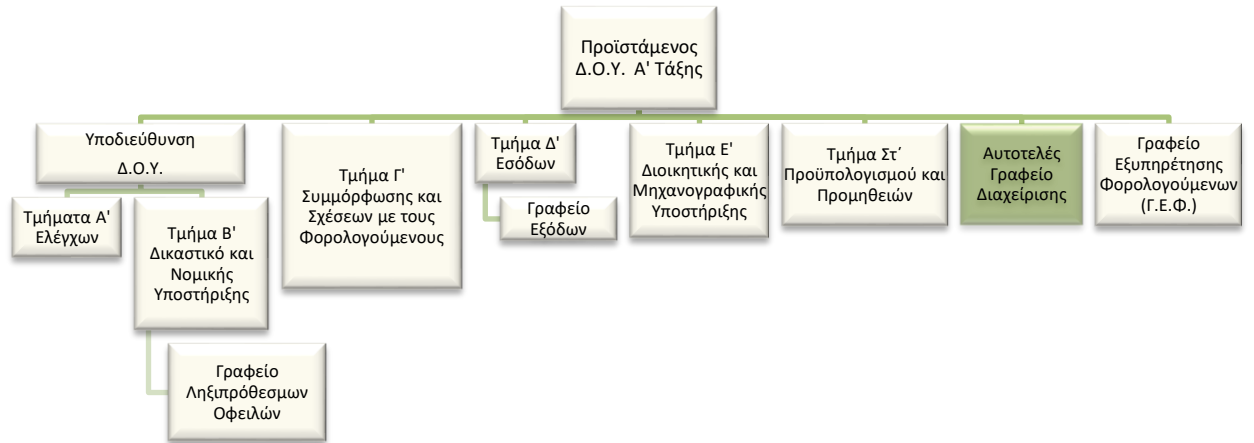 Προϊστάμενος
Δ.Ο.Υ. Α' Τάξης
Υποδιεύθυνση
Δ.Ο.Υ.
Τμήματα Α'
Ελέγχων
Τμήμα Β'
Δικαστικό και
Νομικής
Υποστήριξης
Γραφείο
Ληξιπρόθεσμων
Οφειλών
Τμήμα Γ'
Συμμόρφωσης και
Σχέσεων με τους
Φορολογούμενους
Τμήμα Δ'
Εσόδων
Γραφείο
Εξόδων
Τμήμα Ε'
Διοικητικής και
Μηχανογραφικής
Υποστήριξης
Τμήμα Στ΄
Προϋπολογισμού και
Προμηθειών
Αυτοτελές
Γραφείο
Διαχείρισης
Γραφείο
Εξυπηρέτησης
Φορολογούμενων
(Γ.Ε.Φ.)